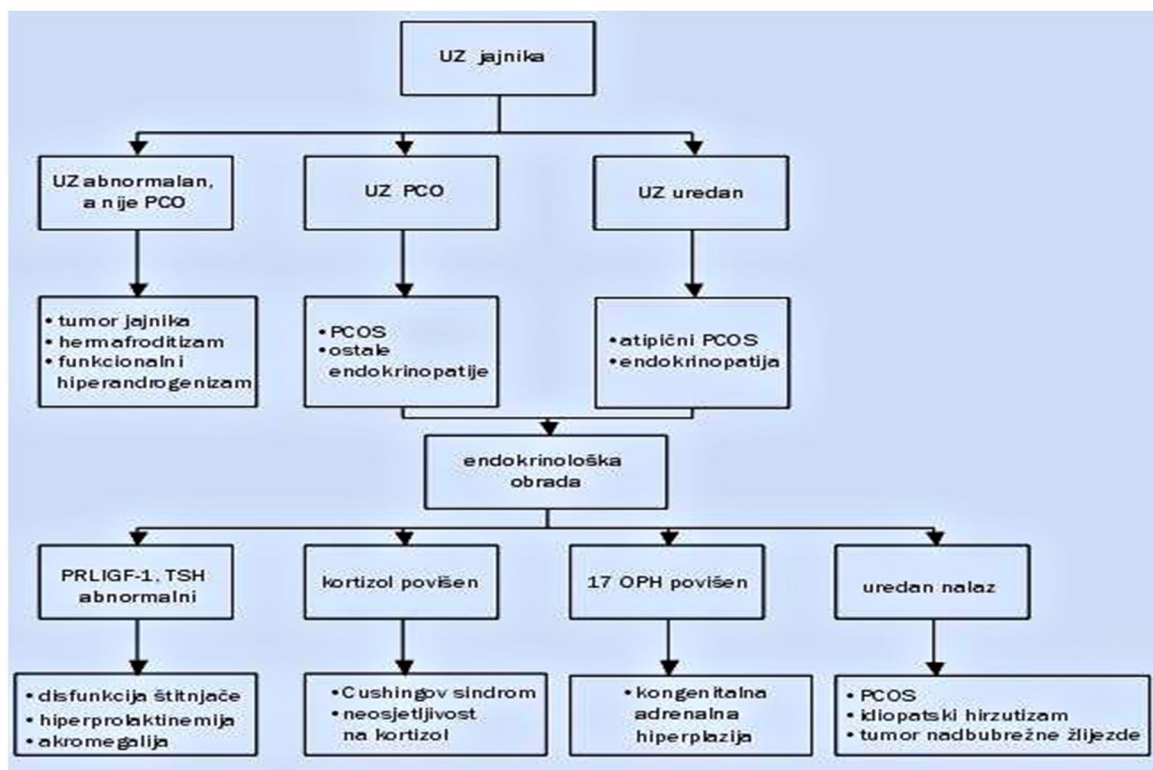 UZ jajnika
UZ abnormalan,
a nije PCO
UZ PCO
UZ uredan
• tumor jajnika
• hermafroditizam
• funkcionalni
hiperandrogenizam
• PCOS
• ostale
endokrinopatije
• atipični PCOS
• endokrinopatija
endokrinološka
obrada
PRLIGF-1, TSH
abnormalni
kortizol povišen
17 OPH povišen
uredan nalaz
• disfunkcija štitnjače
• hiperprolaktinemija
• akromegalija
• Cushingov sindrom
• neosjetljivost
na kortizol
• kongenitalna
adrenalna
hiperplazija
• PCOS
• idiopatski hirzutizam
• tumor nadbubrežne žlijezde